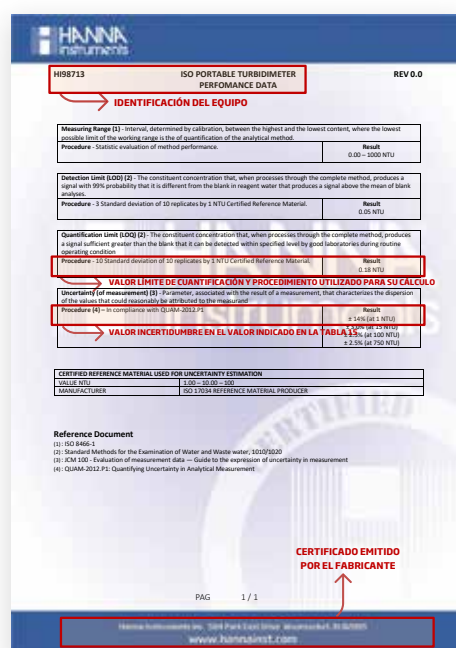 HANNA
instruments
HI98713 ISO PORTABLE TURBIDIMETER REV 0.0
PERFOMANCE DATA
IDENTIFICACIÓN DEL EQUIPO
Measuring Range (1) - Interval, determined by calibration, between the highest and the lowest content, where the lowest
possible limit of the working range is the of quantification of the analytical method.
Procedure - Statistic evaluation of method performance. Result
0.00 – 1000 NTU
Detection Limit (LOD) (2) - The constituent concentration that, when processes through the complete method, produces a
signal with 99% probability that it is different from the blank in reagent water that produces a signal above the mean of blank
analyses.
Procedure - 3 Standard deviation of 10 replicates by 1 NTU Certified Reference Material. Result
0.05 NTU
Quantification Limit (LOQ) (2) - The constituent concentration that, when processes through the complete method, produces
a signal sufficient greater than the blank that it can be detected within specified level by good laboratories during routine
operating condition
Procedure - 10 Standard deviation of 10 replicates by 1 NTU Certified Reference Material. Result
0.18 NTU
VALOR LÍMITE DE CUANTIFICACIÓN Y PROCEDIMIENTO UTILIZADO PARA SU CÁLCULO
Uncertainty (of measurement) (3) - Parameter, associated with the result of a measurement, that characterizes the dispersion
of the values that could reasonably be attributed to the measurand
Procedure (4) – In compliance with QUAM-2012.P1 Result
± 14% (at 1 NTU)
(at 15 NTU)
VALOR INCERTIDUMBRE EN EL VALOR INDICADO EN LA TABLA 15
(at 100 NTU)
± 2.5% (at 750 NTU)
CERTIFIED REFERENCE MATERIAL USED FOR UNCERTAINTY ESTIMATION
VALUE NTU 1.00 – 10.00 – 100
MANUFACTURER ISO 17034 REFERENCE MATERIAL PRODUCER
Reference Document
(1) : ISO 8466-1
(2) : Standard Methods for the Examination of Water and Waste water, 1010/1020
(3) : JCM 100 - Evaluation of measurement data — Guide to the expression of uncertainty in measurement
(4) : QUAM-2012.P1: Quantifying Uncertainty in Analytical Measurement
CERTIFICADO EMITIDO
POR EL FABRICANTE
PAG 1 / 1
www.hannainst.com